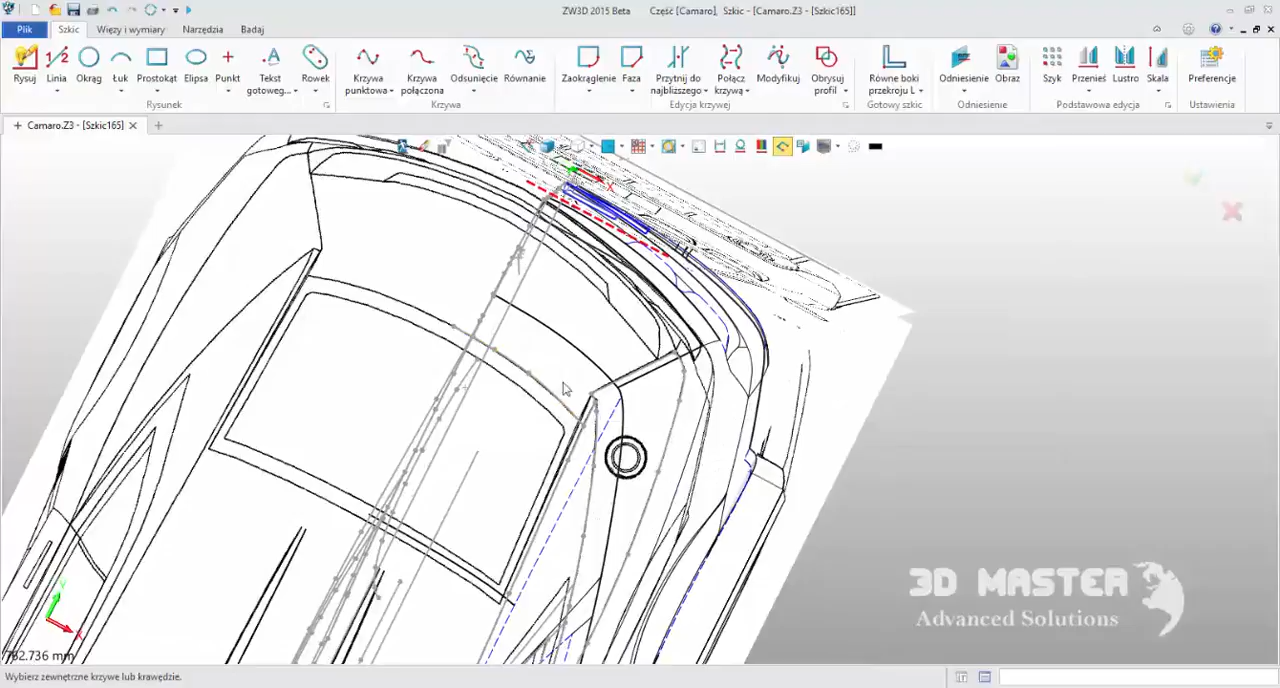 ZW3D 2015 Beta Część [Camaro], Szkic - [Camaro.Z3 - [Szkic165]]
Plik Szkic Więzy i wymiary Narzędzia Badaj
Rysuj Linia Okrąg Łuk Prostokąt Elipsa Punkt Tekst gotoweg... Rowek Krzywa punktowa Krzywa połączona Odsunięcie Równanie Zaokrąglenie Faza Przytnij do najbliższego Połącz krzywą Modyfikuj Obrysuj profil Równe boki przekroju L Odniesienie Obraz Szyk Przenieś Lustro Skala Preferencje
Rysunek Krzywa Edycja krzywej Gotowy szkic Odniesienie Podstawowa edycja Ustawienia
Camaro.Z3 - [Szkic165]
X
3D MASTER
Advanced Solutions
Y
X
mm
Wybierz zewnętrzne krzywe lub krawędzie.